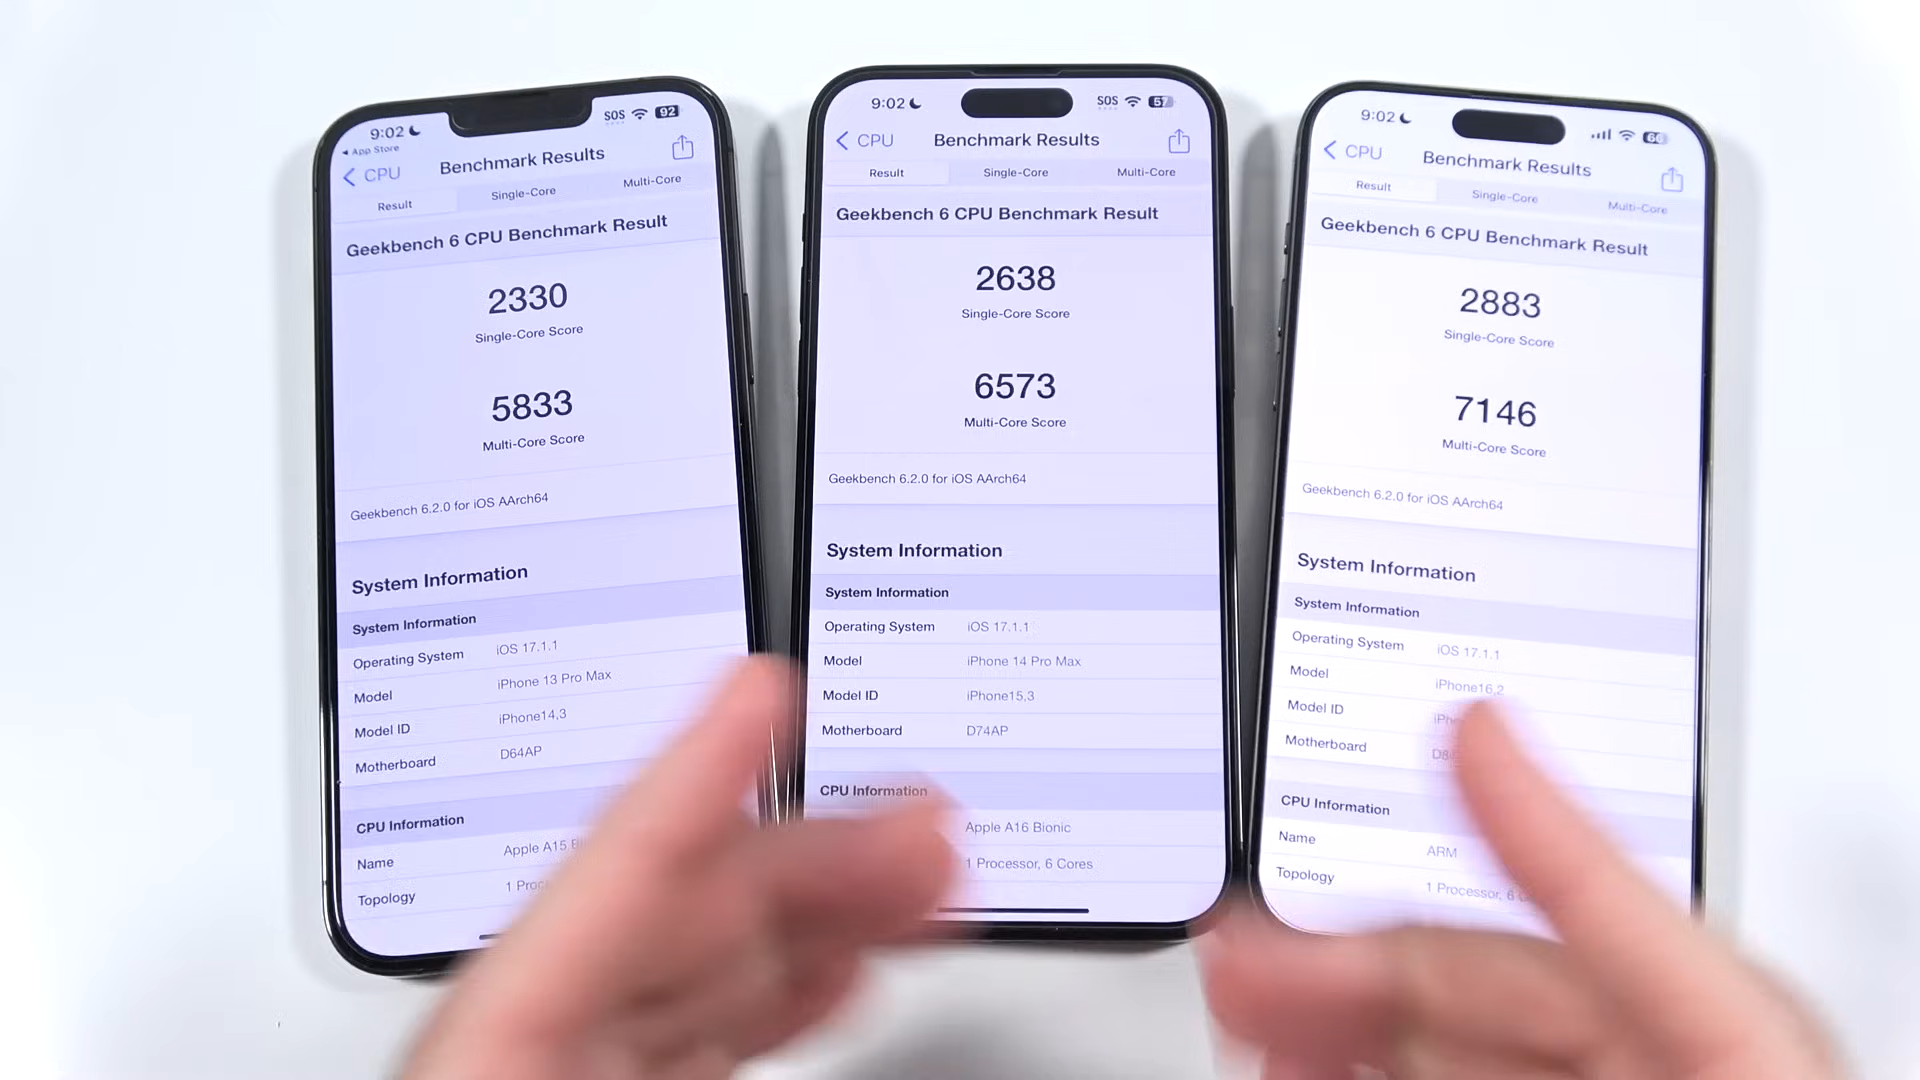 9:02
SOS
92
App Store
CPU
Benchmark Results
Result
Single-Core
Multi-Core
Geekbench 6 CPU Benchmark Result
2330
Single-Core Score
5833
Multi-Core Score
Geekbench 6.2.0 for iOS AArch64
System Information
System Information
Operating System iOS 17.1.1
Model iPhone 13 Pro Max
Model ID iPhone14,3
Motherboard D64AP
CPU Information
Name Apple A15
Topology 1
9:02
SOS
57
CPU
Benchmark Results
Result
Single-Core
Multi-Core
Geekbench 6 CPU Benchmark Result
2638
Single-Core Score
6573
Multi-Core Score
Geekbench 6.2.0 for iOS AArch64
System Information
System Information
Operating System iOS 17.1.1
Model iPhone 14 Pro Max
Model ID iPhone15,3
Motherboard D74AP
CPU Information
Apple A16 Bionic
1 Processor, 6 Cores
9:02
CPU
Benchmark Results
Result
Single-Core
Multi-Core
Geekbench 6 CPU Benchmark Result
2883
Single-Core Score
7146
Multi-Core Score
Geekbench 6.2.0 for iOS AArch64
System Information
System Information
Operating System iOS 17.1.1
Model iPhone16,2
Model ID
Motherboard
CPU Information
Name ARM
Topology 1 Processor, 6